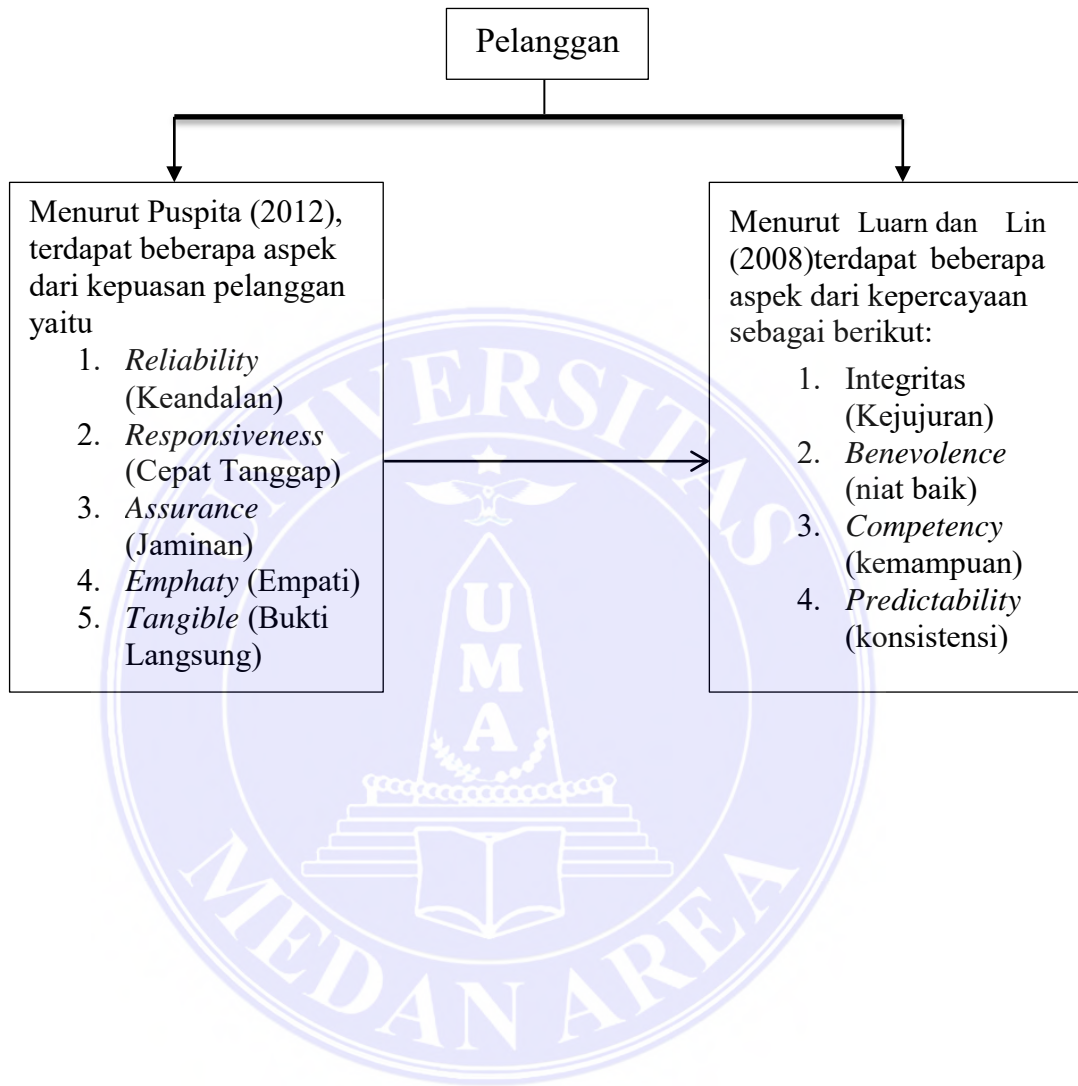 Pelanggan
Menurut Puspita (2012),
terdapat beberapa aspek
dari kepuasan pelanggan
yaitu
1. Reliability
(Keandalan)
2. Responsiveness
(Cepat Tanggap)
3. Assurance
(Jaminan)
4. Emphaty (Empati)
5. Tangible (Bukti
Langsung)
Menurut Luarn dan Lin
(2008)terdapat beberapa
aspek dari kepercayaan
sebagai berikut:
1. Integritas
(Kejujuran)
2. Benevolence
(niat baik)
3. Competency
(kemampuan)
4. Predictability
(konsistensi)
UNIVERSITAS
U
M
A
MEDAN AREA